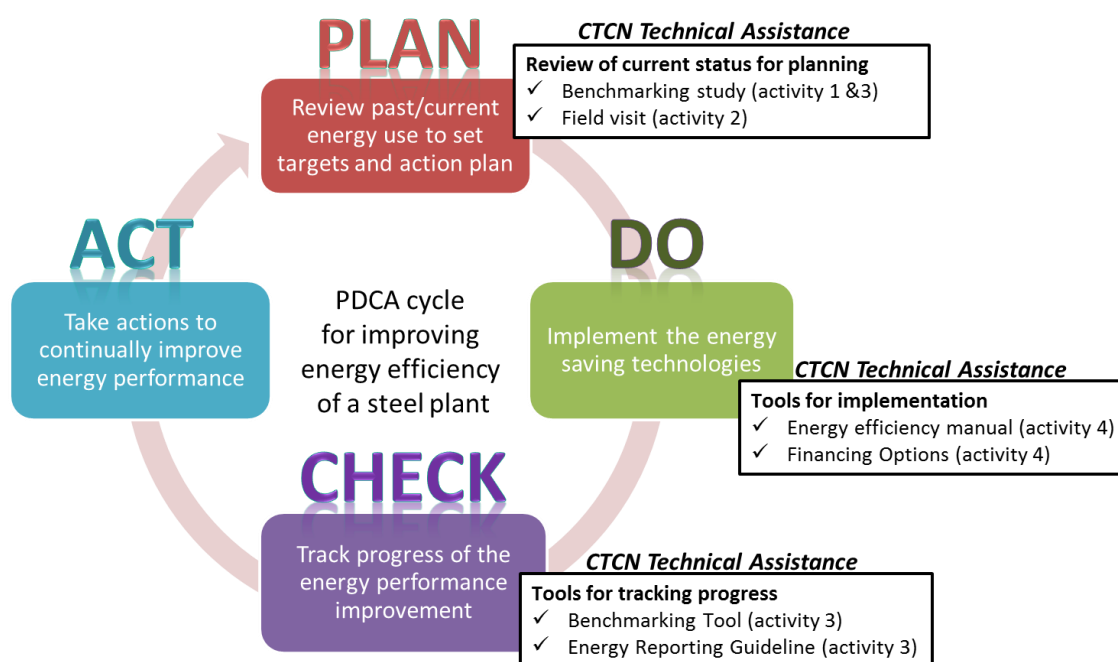 PLAN
Review past/current
energy use to set
targets and action plan
CTCN Technical Assistance
Review of current status for planning
✓ Benchmarking study (activity 1 &3)
✓ Field visit (activity 2)
DO
Implement the energy
saving technologies
CTCN Technical Assistance
Tools for implementation
✓ Energy efficiency manual (activity 4)
✓ Financing Options (activity 4)
CHECK
Track progress of the
energy performance
improvement
CTCN Technical Assistance
Tools for tracking progress
✓ Benchmarking Tool (activity 3)
✓ Energy Reporting Guideline (activity 3)
ACT
Take actions to
continually improve
energy performance
PDCA cycle
for improving
energy efficiency
of a steel plant